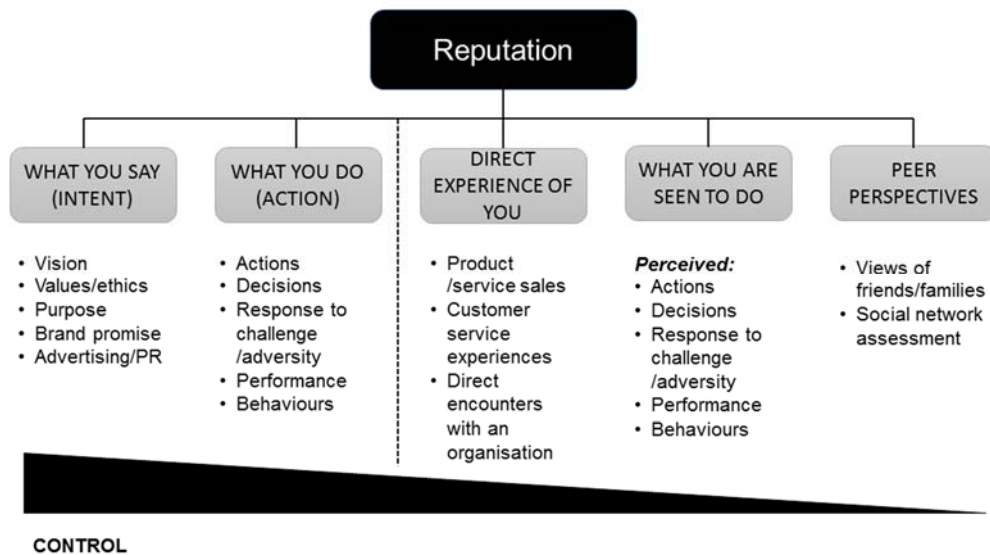 Reputation
WHAT YOU SAY
(INTENT)
WHAT YOU DO
(ACTION)
DIRECT
EXPERIENCE OF
YOU
WHAT YOU ARE
SEEN TO DO
PEER
PERSPECTIVES
• Vision
• Values/ethics
• Purpose
• Brand promise
• Advertising/PR
• Actions
• Decisions
• Response to
challenge
/adversity
• Performance
• Behaviours
• Product
/service sales
• Customer
service
experiences
• Direct
encounters
with an
organisation
Perceived:
• Actions
• Decisions
• Response to
challenge
/adversity
• Performance
• Behaviours
• Views of
friends/families
• Social network
assessment
CONTROL